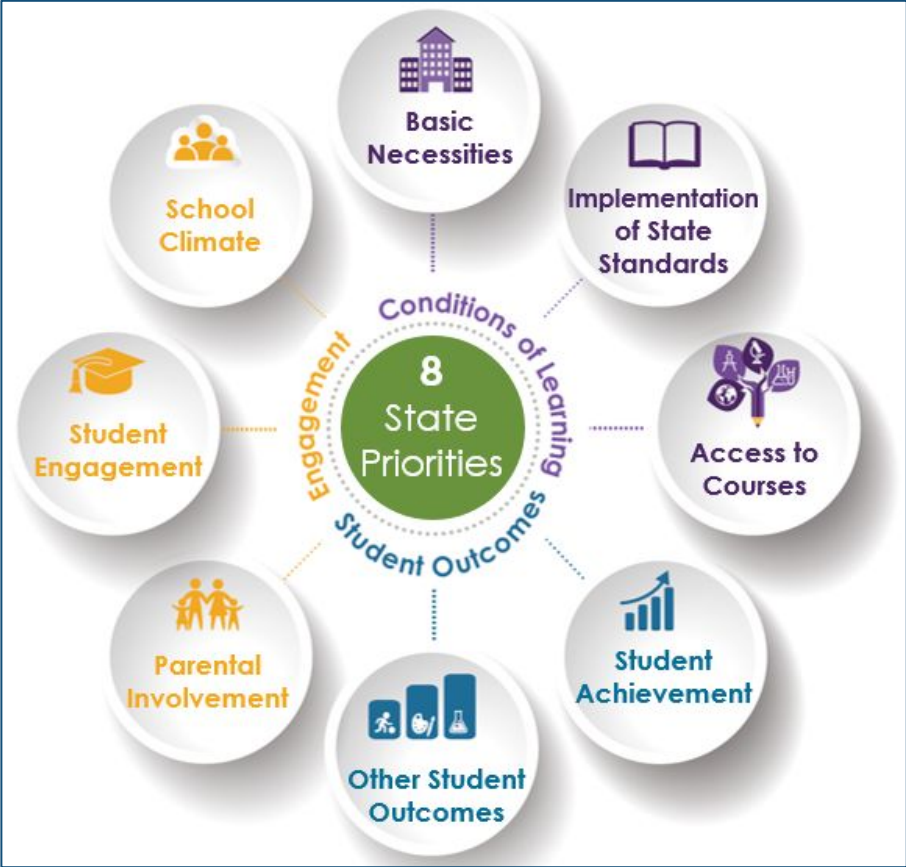 Basic
Necessities
Implementation
of State
Standards
Access to
Courses
Student
Achievement
Other Student
Outcomes
Parental
Involvement
Student
Engagement
School
Climate
Conditions of Learning
Student Outcomes
Engagement
8
State
Priorities